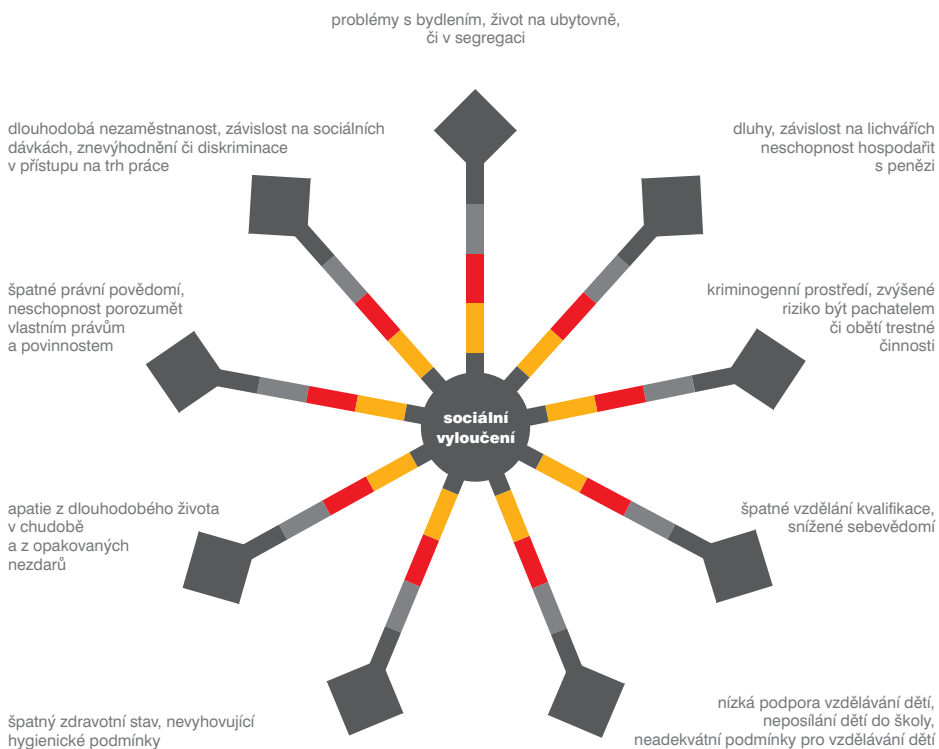 problémy s bydlením, život na ubytovně,
či v segregaci
dlouhodobá nezaměstnanost, závislost na sociálních
dávkách, znevýhodnění či diskriminace
v přístupu na trh práce
dluhy, závislost na lichvářích
neschopnost hospodařit
s penězi
špatné právní povědomí,
neschopnost porozumět
vlastním právům
a povinnostem
kriminogenní prostředí, zvýšené
riziko být pachatelem
či obětí trestné
činnosti
sociální
vyloučení
apatie z dlouhodobého života
v chudobě
a z opakovaných
nezdarů
špatné vzdělání kvalifikace,
snížené sebevědomí
špatný zdravotní stav, nevyhovující
hygienické podmínky
nízká podpora vzdělávání dětí,
neposílání dětí do školy,
neadekvátní podmínky pro vzdělávání dětí